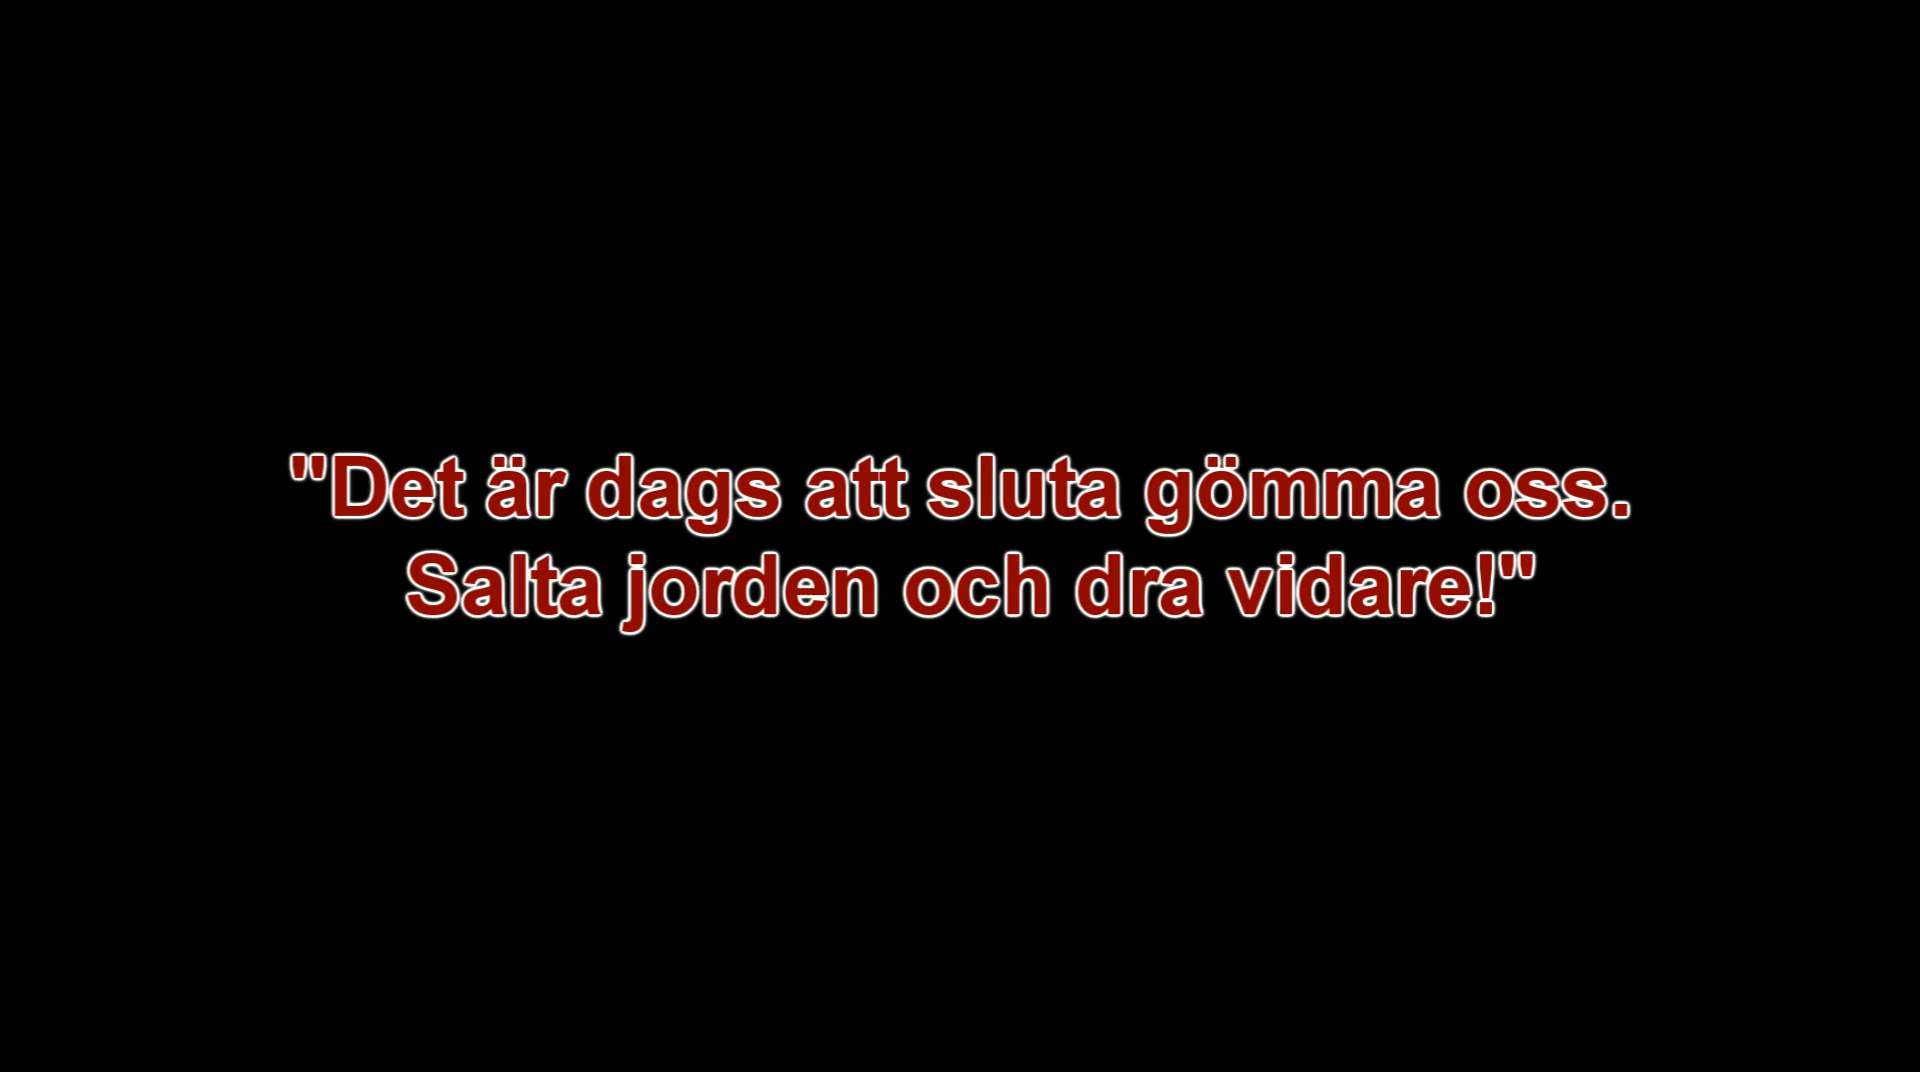 "Det är dags att sluta gömma oss.
Salta jorden och dra vidare!"